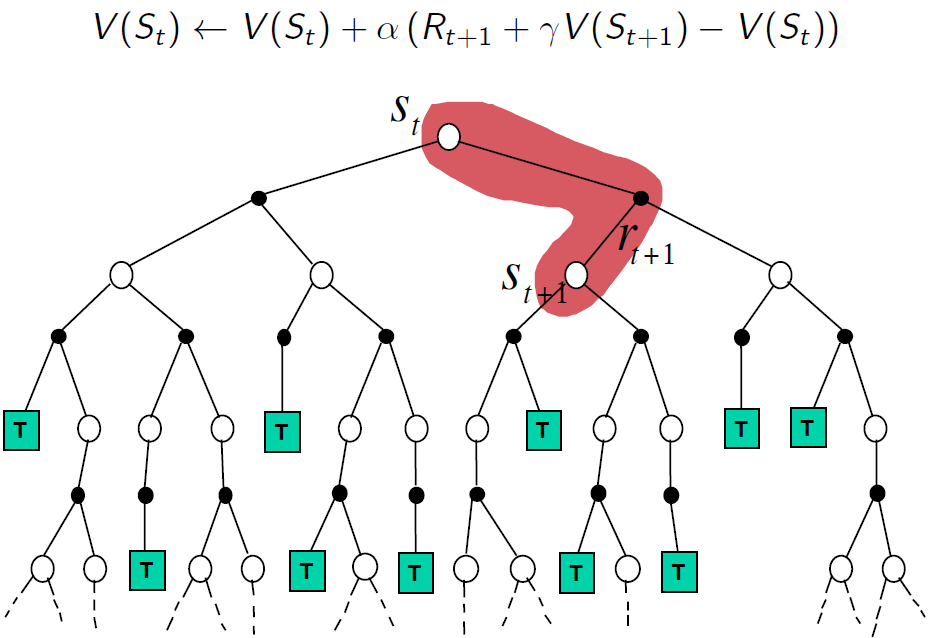 V(S_t) ← V(S_t) + α (R_{t+1} + γV(S_{t+1}) − V(S_t))
s_t
r_{t+1}
s_{t+1}
T
T
T
T
T
T
T
T
T
T